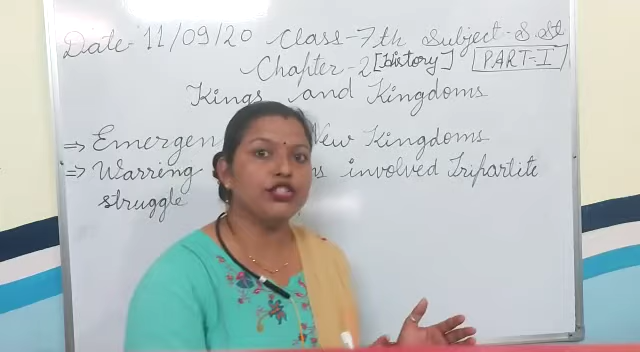 Date- 11/09/20 Class-7th Subject- S.St
Chapter-2 [History] PART-I
Kings and Kingdoms
⇒ Emergen New Kingdoms
⇒ Warring involved Tripartite
struggle